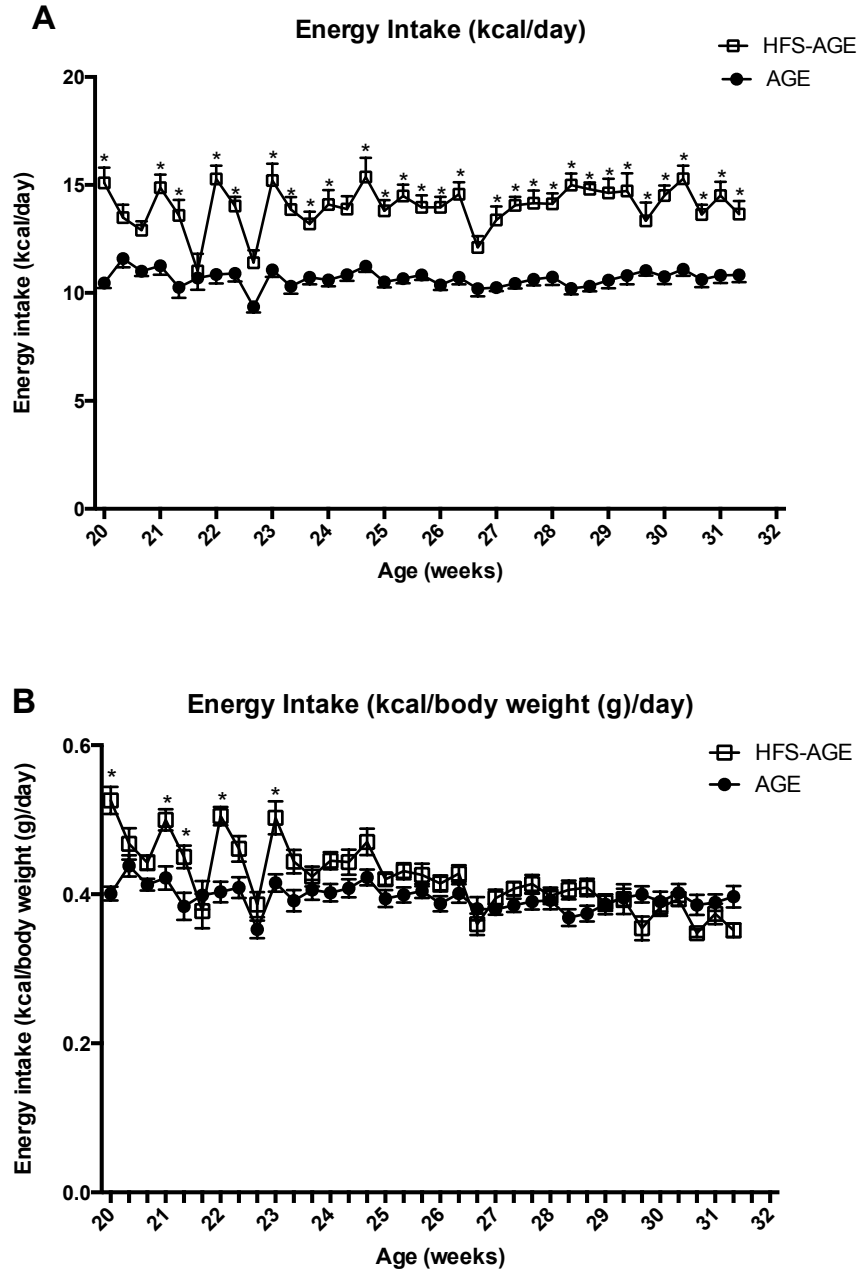 A
Energy Intake (kcal/day)
HFS-AGE
AGE
20
15
10
5
0
Energy intake (kcal/day)
* * * * * * * * * * * * * * * * * * * * * * * * * * * * *
20 21 22 23 24 25 26 27 28 29 30 31 32
Age (weeks)
B
Energy Intake (kcal/body weight (g)/day)
HFS-AGE
AGE
0.6
0.4
0.2
0.0
Energy intake (kcal/body weight (g)/day)
* * * * *
20 21 22 23 24 25 26 27 28 29 30 31 32
Age (weeks)